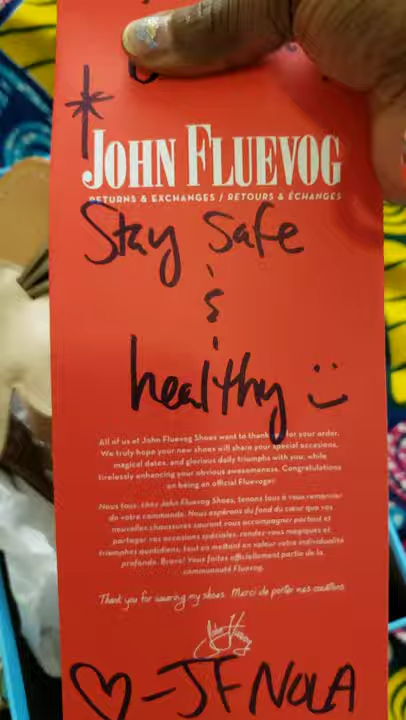 JOHN FLUEVOG
RETURNS & EXCHANGES / RETOURS & ÉCHANGES
Stay Safe
&
healthy :)
All of us at John Fluevog Shoes want to thank for your order.
We truly hope your new shoes will share your special occasions,
magical dates, and glorious daily triumphs with you, while
tirelessly enhancing your obvious awesomeness. Congratulations
on being an official Fluevoger.
Nous tous, chez John Fluevog Shoes, tenons tous à vous remercier
de votre commande. Nous espérons du fond du cœur que vos
nouvelles chaussures sauront vous accompagner partout et
partager vos occasions spéciales, rendez-vous magiques et
triomphes quotidiens, tout en mettant en valeur votre individualité
profonde. Bravo! Vous faites officiellement partie de la
communauté Fluevog.
Thank you for wearing my shoes. Merci de porter mes créations.
John Fluevog
♡ - JF NOLA